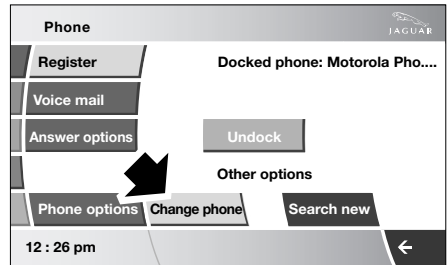 Phone
JAGUAR
Register
Docked phone: Motorola Pho....
Voice mail
Answer options
Undock
Other options
Phone options
Change phone
Search new
12 : 26 pm